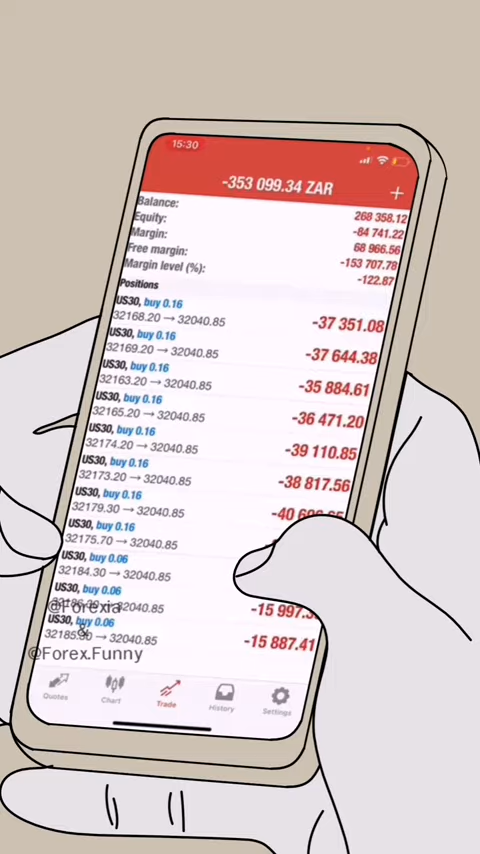 15:30
-353 099.34 ZAR +
Balance: 268 358.12
Equity: -84 741.22
Margin: 68 966.56
Free margin: -153 707.78
Margin level (%): -122.87
Positions
US30, buy 0.16
32168.20 → 32040.85 -37 351.08
US30, buy 0.16
32169.20 → 32040.85 -37 644.38
US30, buy 0.16
32163.20 → 32040.85 -35 884.61
US30, buy 0.16
32165.20 → 32040.85 -36 471.20
US30, buy 0.16
32174.20 → 32040.85 -39 110.85
US30, buy 0.16
32173.20 → 32040.85 -38 817.56
US30, buy 0.16
32179.30 → 32040.85
US30, buy 0.16
32175.70 → 32040.85
US30, buy 0.06
32184.30 → 32040.85
US30, buy 0.06
→ 32040.85
US30, buy 0.06
→ 32040.85 -15 887.41
@Forexia
&
@Forex.Funny
Quotes Chart Trade History Settings